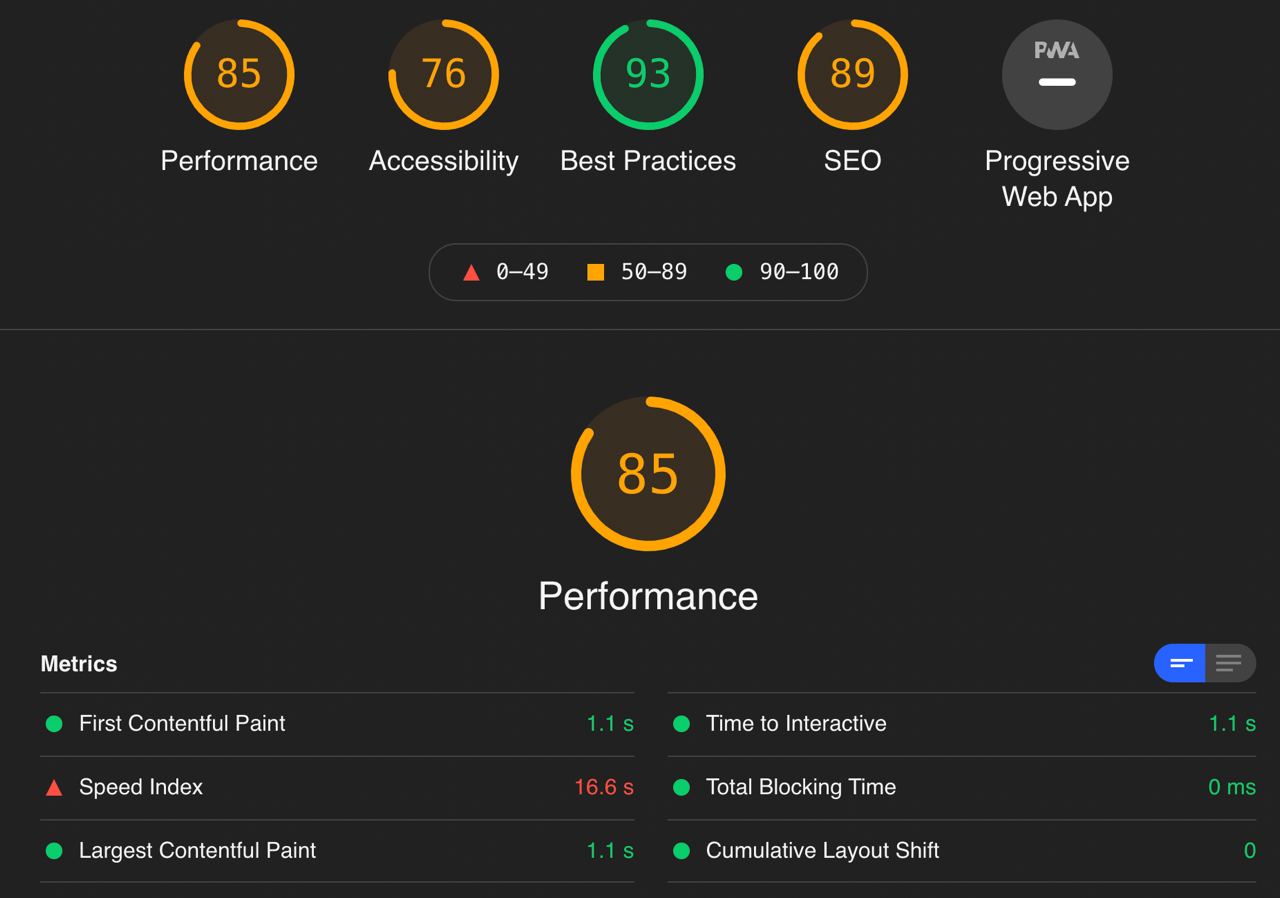 85 76 93 89 PWA
Performance Accessibility Best Practices SEO Progressive
Web App
0–49 50–89 90–100
85
Performance
Metrics
First Contentful Paint 1.1 s Time to Interactive 1.1 s
Speed Index 16.6 s Total Blocking Time 0 ms
Largest Contentful Paint 1.1 s Cumulative Layout Shift 0